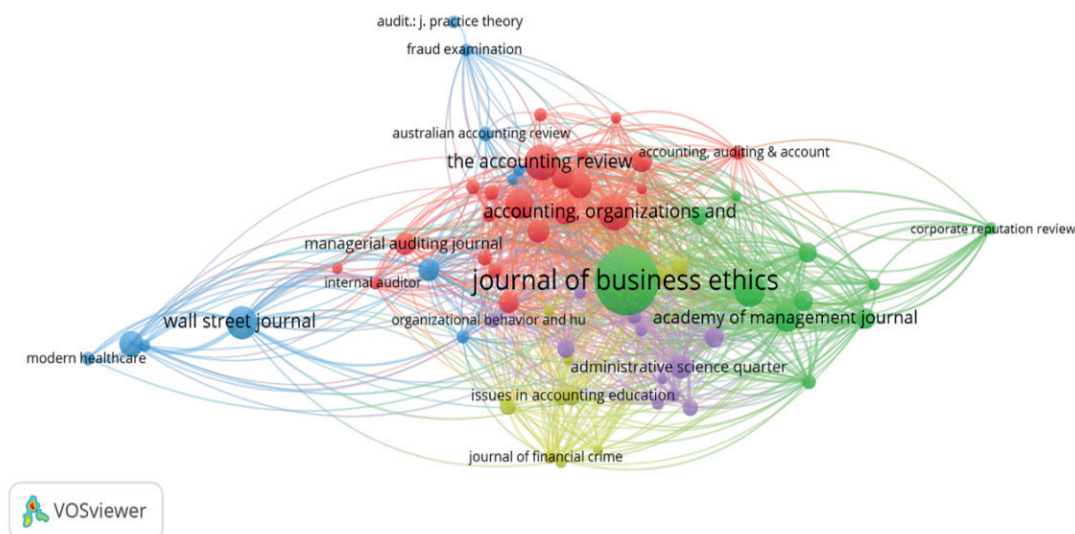 audit.: j. practice theory
fraud examination
australian accounting review
the accounting review
accounting, auditing & account
accounting, organizations and
corporate reputation review
managerial auditing journal
internal auditor
journal of business ethics
wall street journal
organizational behavior and hu
academy of management journal
modern healthcare
administrative science quarter
issues in accounting education
journal of financial crime
VOSviewer